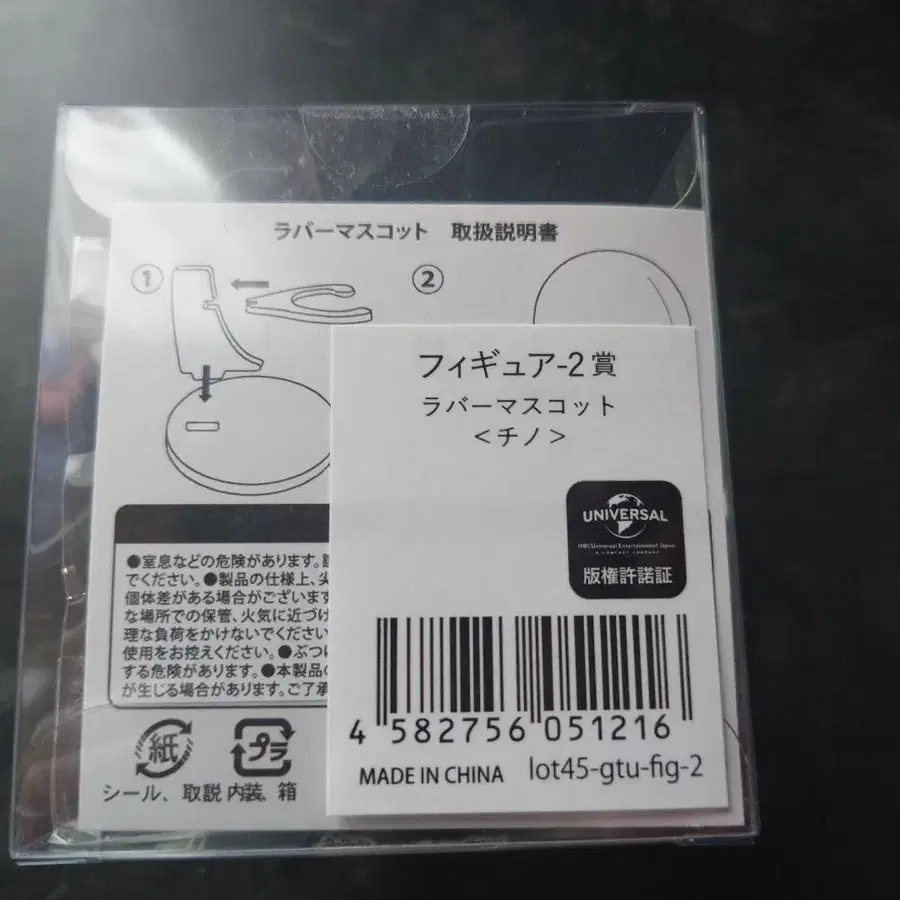 ラバーマスコット 取扱説明書
1
2
フィギュア-2賞
ラバーマスコット
<チノ>
UNIVERSAL
NBCUniversal Entertainment Japan
A COMCAST COMPANY
版権許諾証
●窒息などの危険があります。
でください。●製品の仕様上、尖
個体差がある場合がございます
な場所での保管、火気に近づけ
理な負荷をかけないでください
使用をお控えください。●ぶつけ
する危険があります。●本製品の
が生じる場合があります。ご了承
紙
プラ
シール、取説 内装、箱
4 582756 051216
MADE IN CHINA lot45-gtu-fig-2